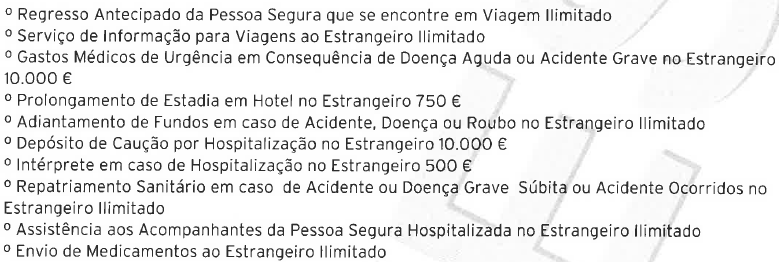 º Regresso Antecipado da Pessoa Segura que se encontre em Viagem Ilimitado
º Serviço de Informação para Viagens ao Estrangeiro Ilimitado
º Gastos Médicos de Urgência em Consequência de Doença Aguda ou Acidente Grave no Estrangeiro
10.000 €
º Prolongamento de Estadia em Hotel no Estrangeiro 750 €
º Adiantamento de Fundos em caso de Acidente, Doença ou Roubo no Estrangeiro Ilimitado
º Depósito de Caução por Hospitalização no Estrangeiro 10.000 €
º Intérprete em caso de Hospitalização no Estrangeiro 500 €
º Repatriamento Sanitário em caso  de Acidente ou Doença Grave  Súbita ou Acidente Ocorridos no
Estrangeiro Ilimitado
º Assistência aos Acompanhantes da Pessoa Segura Hospitalizada no Estrangeiro Ilimitado
º Envio de Medicamentos ao Estrangeiro Ilimitado